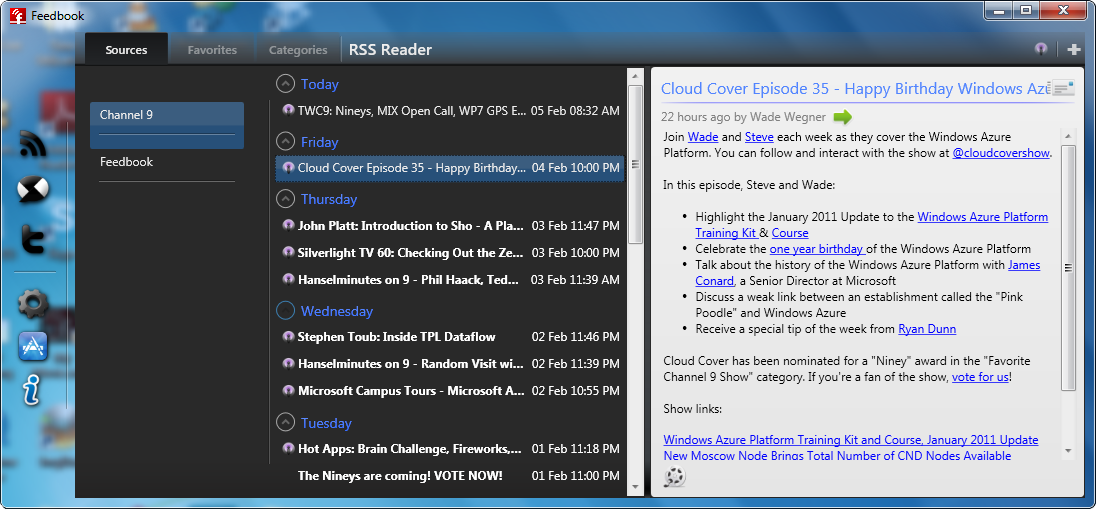 Feedbook
Sources Favorites Categories RSS Reader
Channel 9
Feedbook
Today
TWC9: Nineys, MIX Open Call, WP7 GPS E... 05 Feb 08:32 AM
Friday
Cloud Cover Episode 35 - Happy Birthday... 04 Feb 10:00 PM
Thursday
John Platt: Introduction to Sho - A Pla... 03 Feb 11:47 PM
Silverlight TV 60: Checking Out the Ze... 03 Feb 10:00 PM
Hanselminutes on 9 - Phil Haack, Ted... 03 Feb 11:39 AM
Wednesday
Stephen Toub: Inside TPL Dataflow 02 Feb 11:46 PM
Hanselminutes on 9 - Random Visit wi... 02 Feb 11:39 PM
Microsoft Campus Tours - Microsoft A... 02 Feb 10:55 PM
Tuesday
Hot Apps: Brain Challenge, Fireworks,... 01 Feb 11:18 PM
The Nineys are coming! VOTE NOW! 01 Feb 11:00 PM
Cloud Cover Episode 35 - Happy Birthday Windows Azu
22 hours ago by Wade Wegner
Join Wade and Steve each week as they cover the Windows Azure
Platform. You can follow and interact with the show at @cloudcovershow.
In this episode, Steve and Wade:
• Highlight the January 2011 Update to the Windows Azure Platform
Training Kit & Course
• Celebrate the one year birthday of the Windows Azure Platform
• Talk about the history of the Windows Azure Platform with James
Conard, a Senior Director at Microsoft
• Discuss a weak link between an establishment called the "Pink
Poodle" and Windows Azure
• Receive a special tip of the week from Ryan Dunn
Cloud Cover has been nominated for a "Niney" award in the "Favorite
Channel 9 Show" category. If you're a fan of the show, vote for us!
Show links:
Windows Azure Platform Training Kit and Course, January 2011 Update
New Moscow Node Brings Total Number of CND Nodes Available